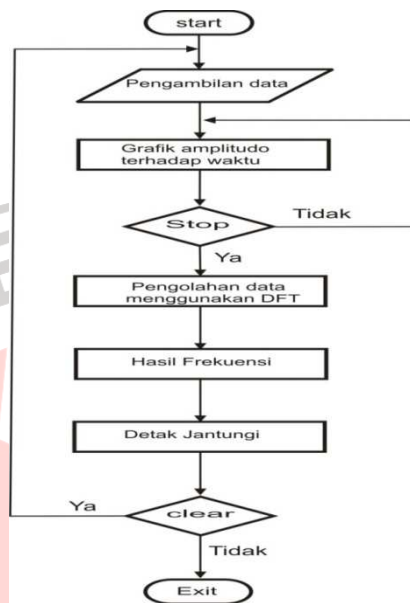 start
Pengambilan data
Grafik amplitudo
terhadap waktu
Stop
Tidak
Ya
Pengolahan data
menggunakan DFT
Hasil Frekuensi
Detak Jantungi
Ya
clear
Tidak
Exit